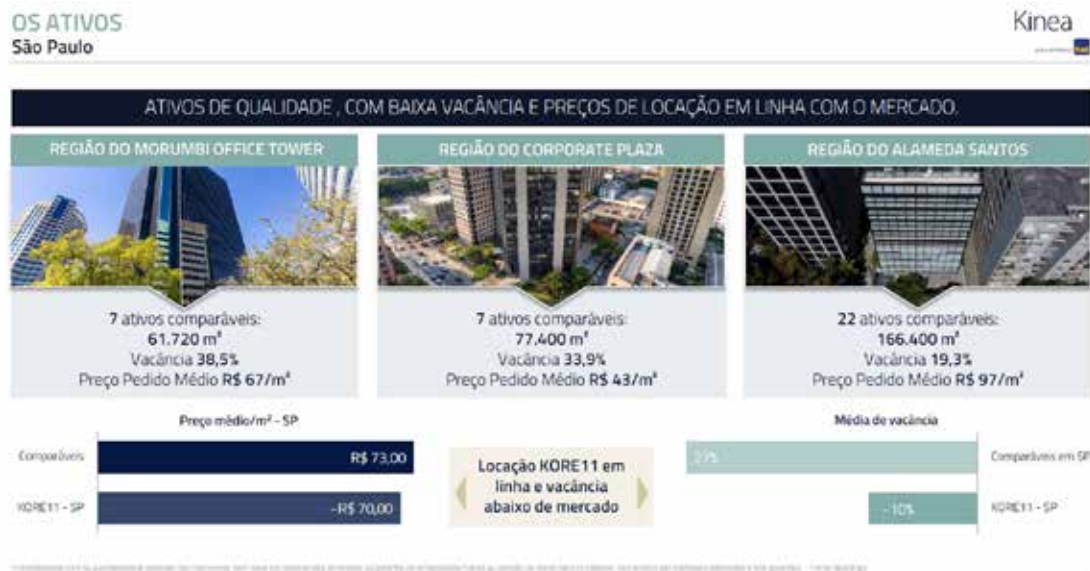 OS ATIVOS
São Paulo
Kinea
ATIVOS DE QUALIDADE , COM BAIXA VACÂNCIA E PREÇOS DE LOCAÇÃO EM LINHA COM O MERCADO.
REGIÃO DO MORUMBI OFFICE TOWER
7 ativos comparáveis:
61.720 m²
Vacância 38,5%
Preço Pedido Médio R$ 67/m²
REGIÃO DO CORPORATE PLAZA
7 ativos comparáveis:
77.400 m²
Vacância 33,9%
Preço Pedido Médio R$ 43/m²
REGIÃO DO ALAMEDA SANTOS
22 ativos comparáveis:
166.400 m²
Vacância 19,3%
Preço Pedido Médio R$ 97/m²
Preço médio/m² - SP
Comparáveis
R$ 73,00
KORE11 - SP
~R$ 70,00
Locação KORE11 em
linha e vacância
abaixo de mercado
Média de vacância
27%
Comparáveis em SP
~10%
KORE11 - SP